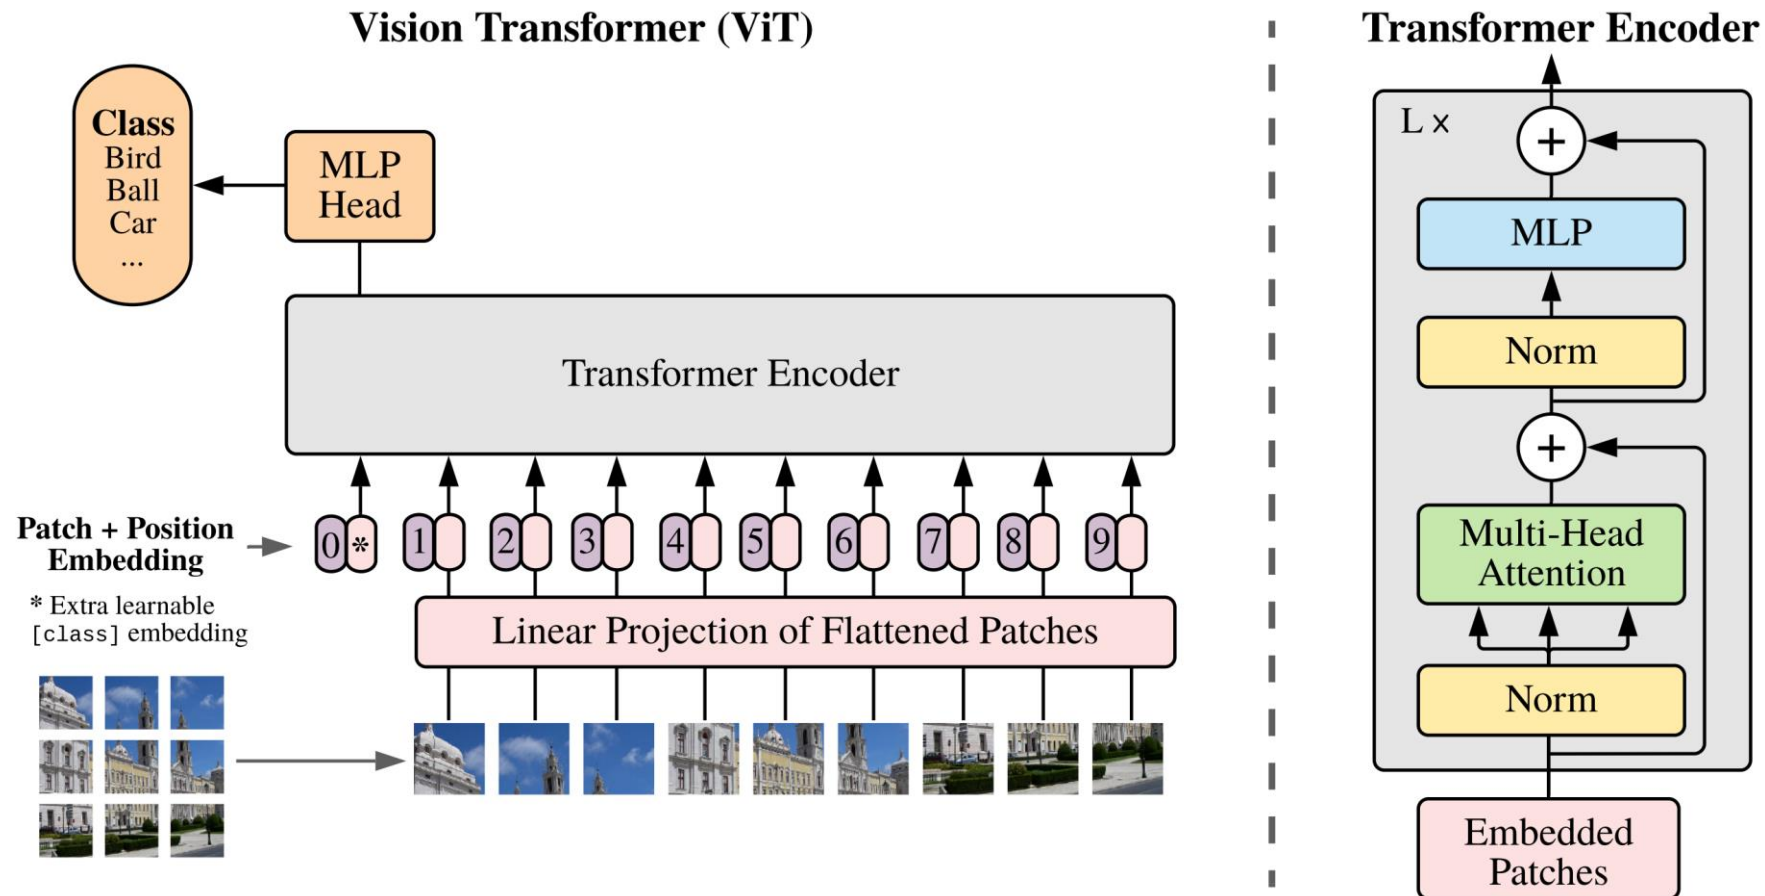 Vision Transformer (ViT)
Class
Bird
Ball
Car
...
MLP
Head
Transformer Encoder
Patch + Position
Embedding
0 * 1 2 3 4 5 6 7 8 9
* Extra learnable
[class] embedding
Linear Projection of Flattened Patches
Transformer Encoder
L ×
+
MLP
Norm
+
Multi-Head
Attention
Norm
Embedded
Patches